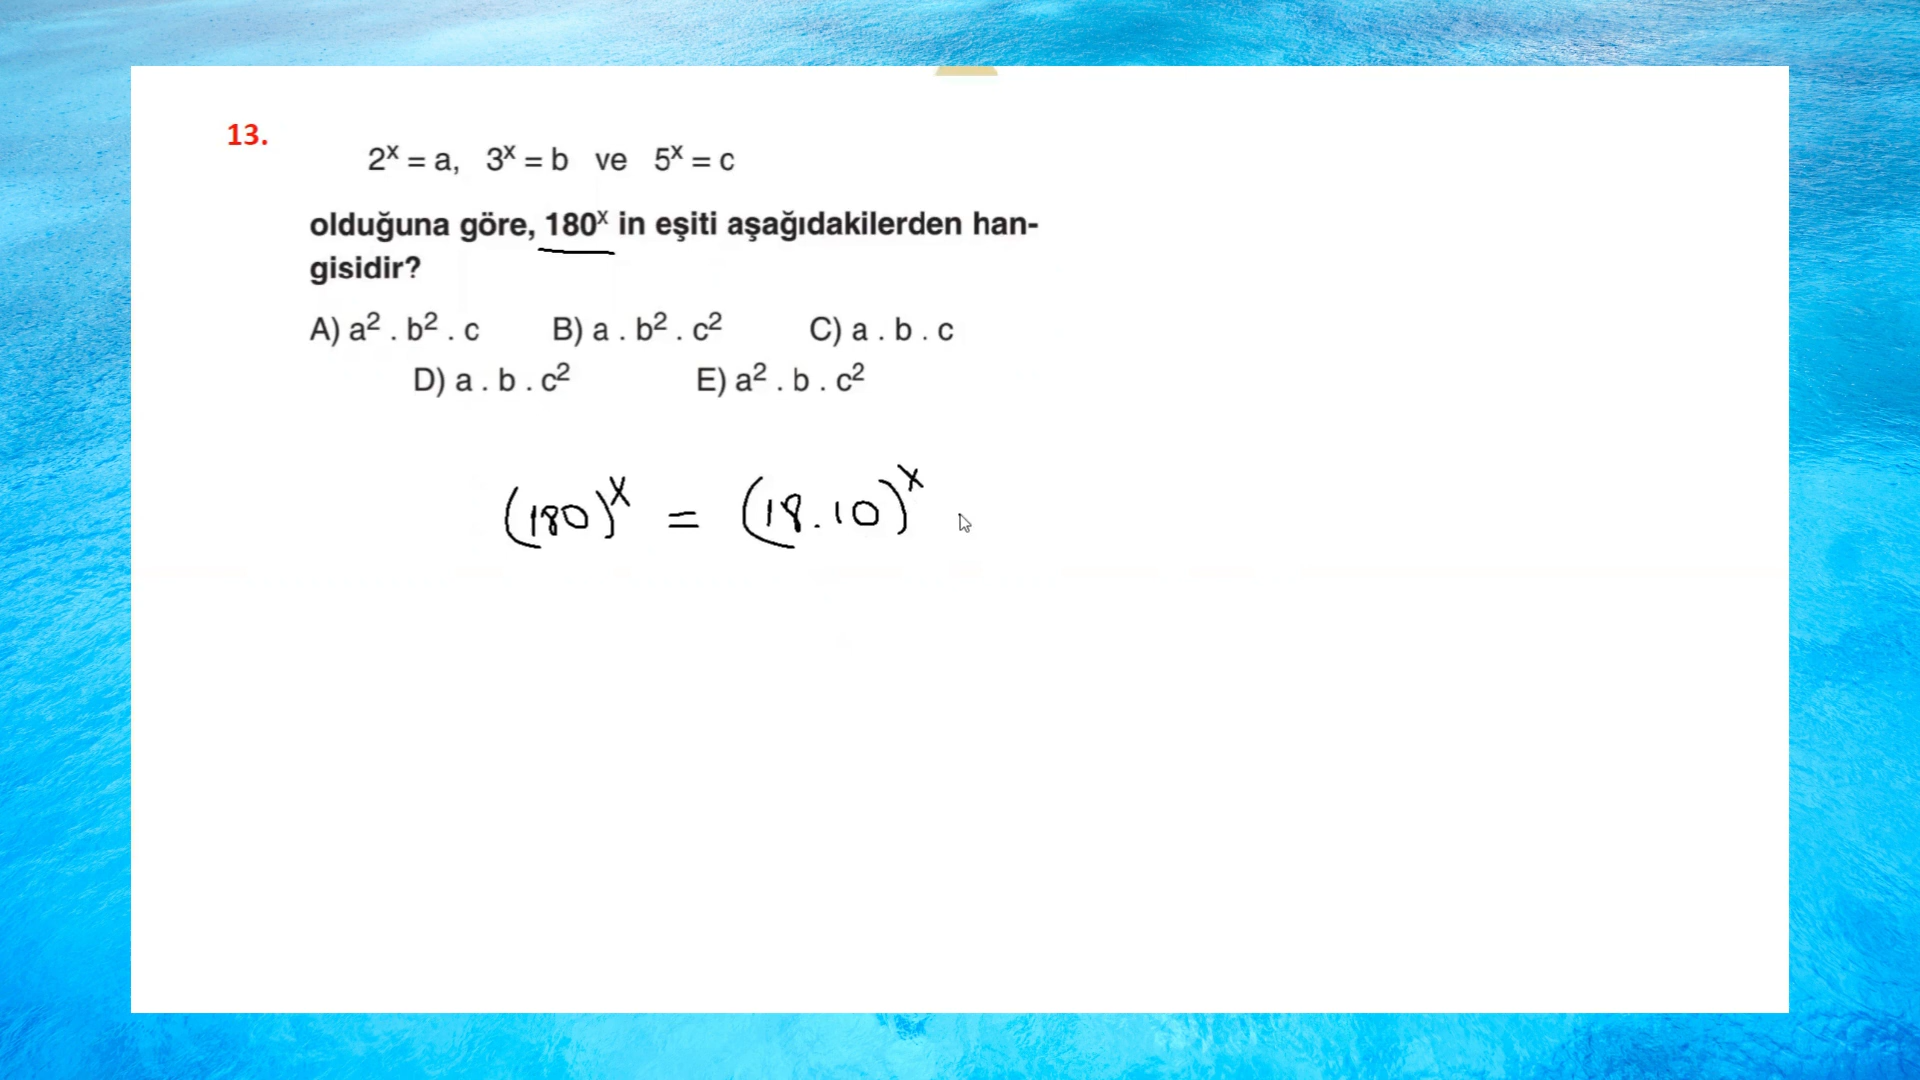 13.
2ˣ = a, 3ˣ = b ve 5ˣ = c
olduğuna göre, 180ˣ in eşiti aşağıdakilerden han-
gisidir?
A) a² . b² . c B) a . b² . c² C) a . b . c
D) a . b . c² E) a² . b . c²
(180)ˣ = (18.10)ˣ